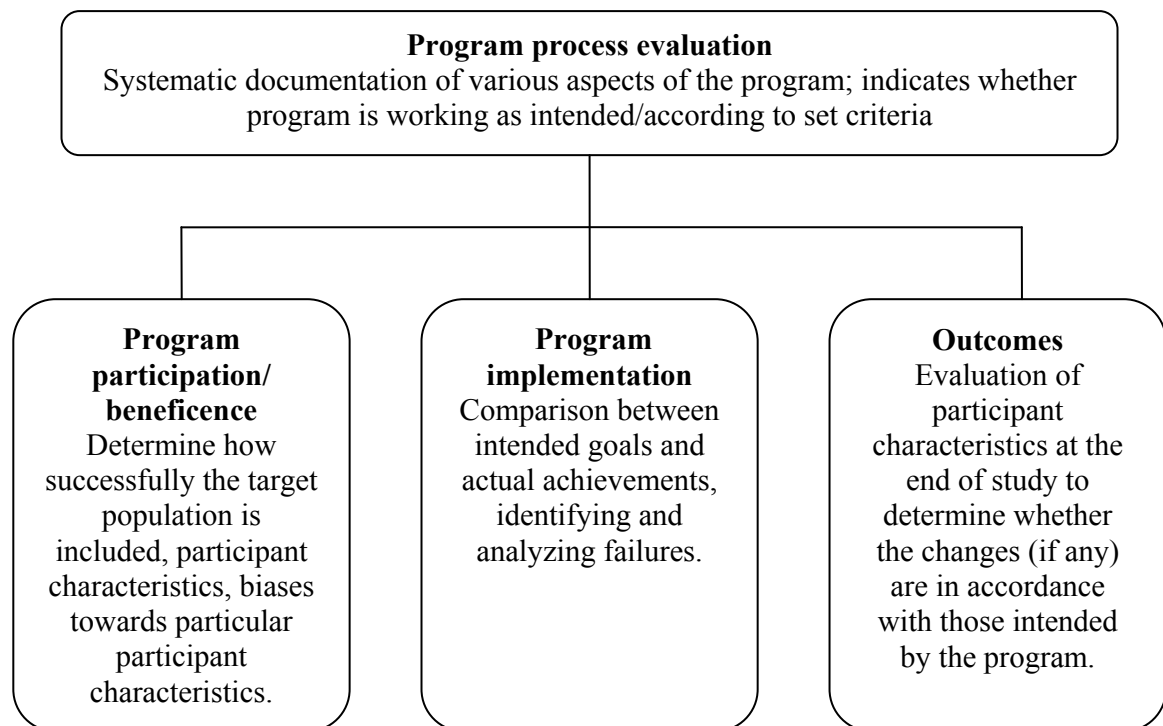 Program process evaluation
Systematic documentation of various aspects of the program; indicates whether
program is working as intended/according to set criteria
Program
participation/
beneficence
Determine how
successfully the target
population is
included, participant
characteristics, biases
towards particular
participant
characteristics.
Program
implementation
Comparison between
intended goals and
actual achievements,
identifying and
analyzing failures.
Outcomes
Evaluation of
participant
characteristics at the
end of study to
determine whether
the changes (if any)
are in accordance
with those intended
by the program.